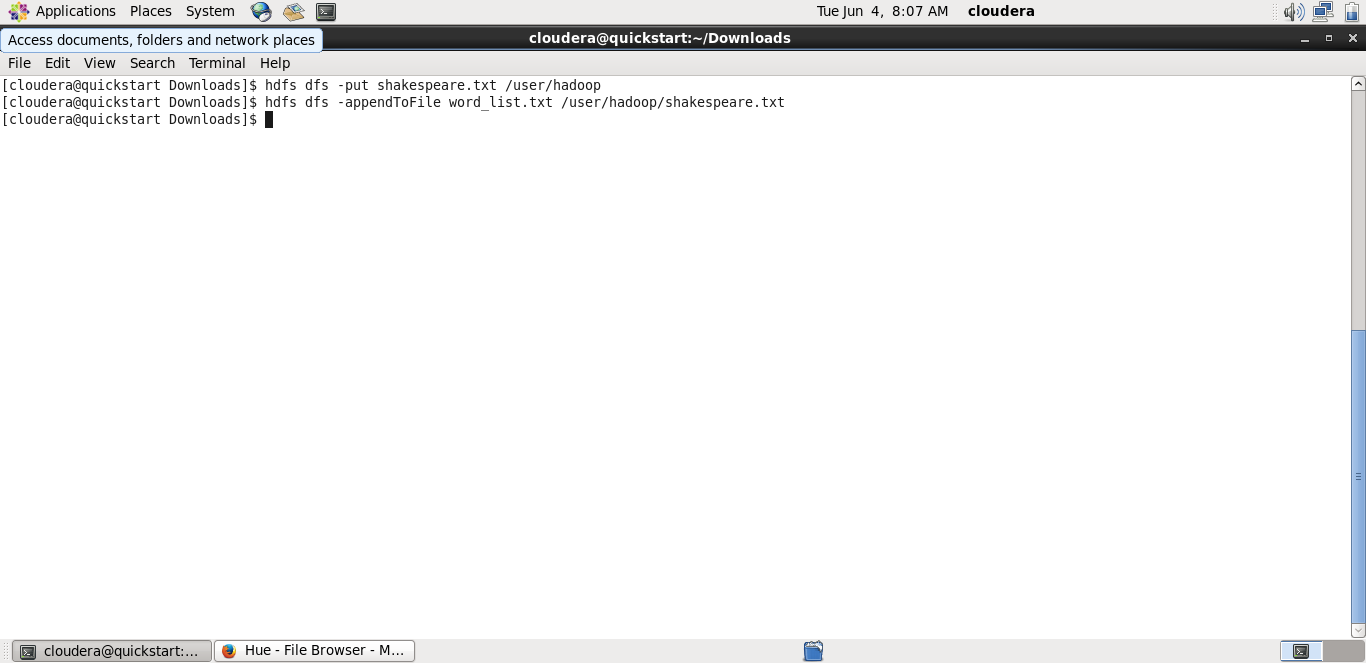 Applications Places System Tue Jun 4, 8:07 AM cloudera
Access documents, folders and network places
cloudera@quickstart:~/Downloads
File Edit View Search Terminal Help
[cloudera@quickstart Downloads]$ hdfs dfs -put shakespeare.txt /user/hadoop
[cloudera@quickstart Downloads]$ hdfs dfs -appendToFile word_list.txt /user/hadoop/shakespeare.txt
[cloudera@quickstart Downloads]$
cloudera@quickstart:... Hue - File Browser - M...